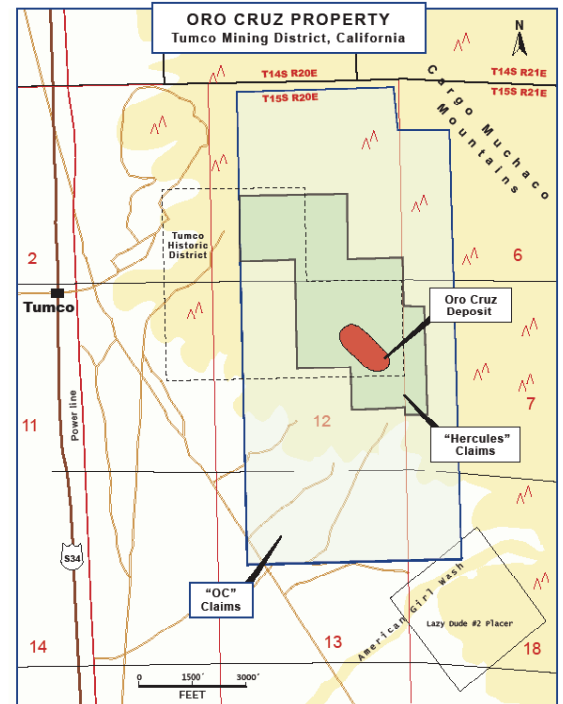 ORO CRUZ PROPERTY
Tumco Mining District, California
N
T14S R20E
T14S R21E
T15S R20E
T15S R21E
Cargo Muchaco
Mountains
Tumco
Historic
District
2
6
Tumco
Oro Cruz
Deposit
Power line
11
12
7
"Hercules"
Claims
S34
"OC"
Claims
American Girl Wash
Lazy Dude #2 Placer
14
13
18
0
1500'
3000'
FEET